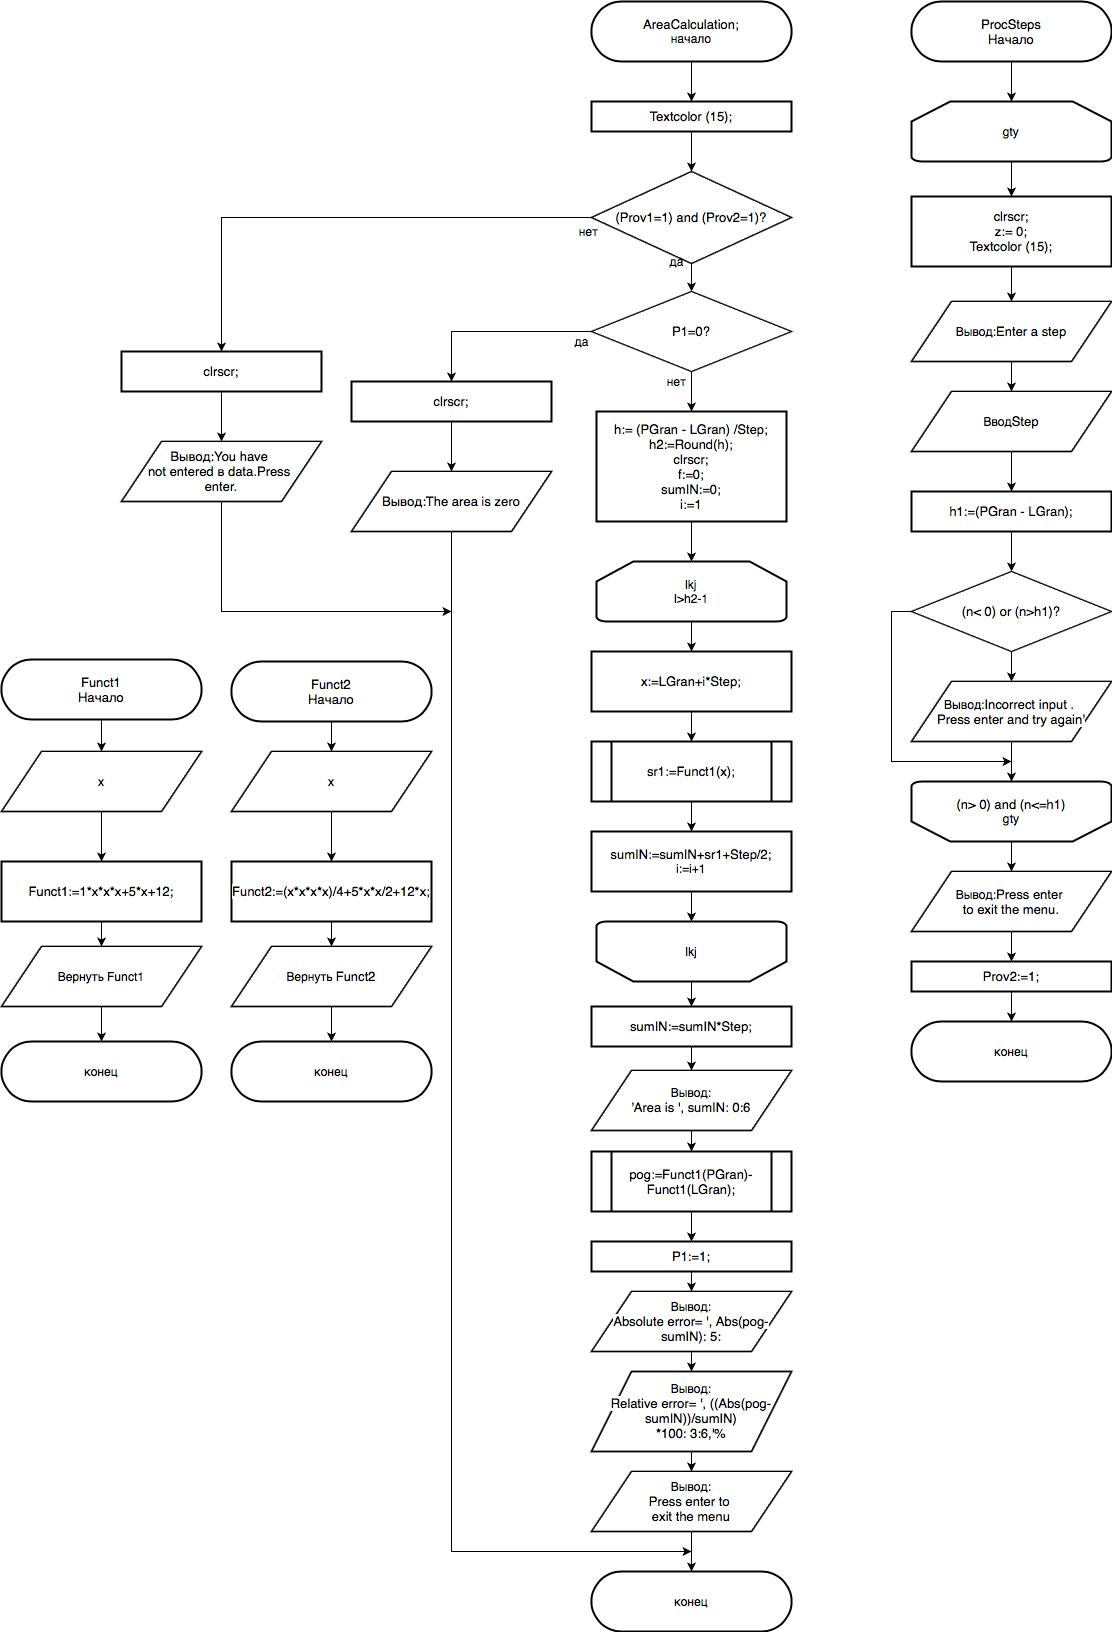 AreaCalculation;
начало
Textcolor (15);
(Prov1=1) and (Prov2=1)?
нет
да
P1=0?
да
нет
clrscr;
Вывод:You have
not entered в data.Press
enter.
clrscr;
Вывод:The area is zero
h:= (PGran - LGran) /Step;
h2:=Round(h);
clrscr;
f:=0;
sumIN:=0;
i:=1
lkj
I>h2-1
x:=LGran+i*Step;
sr1:=Funct1(x);
sumIN:=sumIN+sr1+Step/2;
i:=i+1
lkj
sumIN:=sumIN*Step;
Вывод:
'Area is ', sumIN: 0:6
pog:=Funct1(PGran)-
Funct1(LGran);
P1:=1;
Вывод:
Absolute error= ', Abs(pog-
sumIN): 5:
Вывод:
Relative error= ', ((Abs(pog-
sumIN))/sumIN)
*100: 3:6,'%
Вывод:
Press enter to
exit the menu
конец
Funct1
Начало
x
Funct1:=1*x*x*x+5*x+12;
Вернуть Funct1
конец
Funct2
Начало
x
Funct2:=(x*x*x*x)/4+5*x*x/2+12*x;
Вернуть Funct2
конец
ProcSteps
Начало
gty
clrscr;
z:= 0;
Textcolor (15);
Вывод:Enter a step
ВводStep
h1:=(PGran - LGran);
(n< 0) or (n>h1)?
Вывод:Incorrect input .
Press enter and try again'
(n> 0) and (n<=h1)
gty
Вывод:Press enter
to exit the menu.
Prov2:=1;
конец